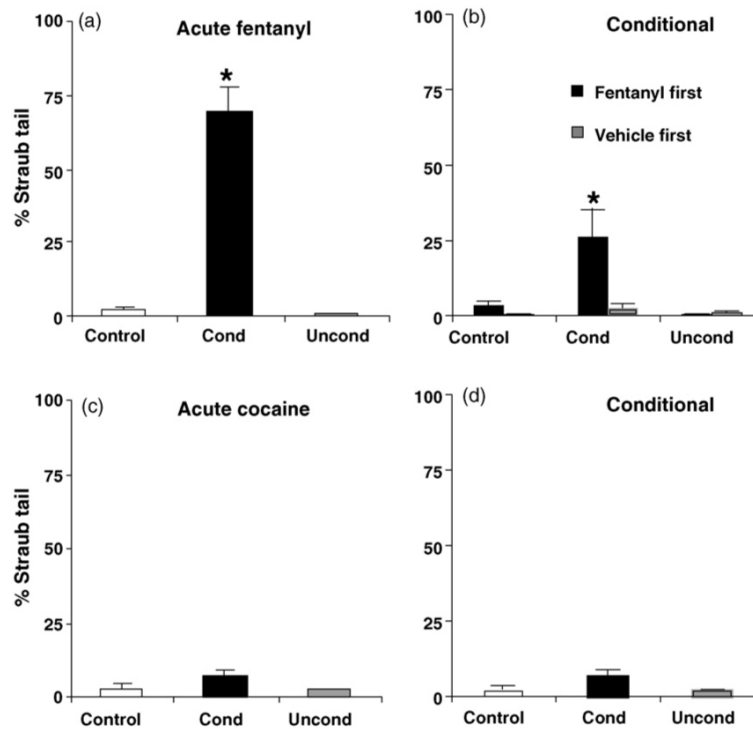 (a)
Acute fentanyl
% Straub tail
100
75
50
25
0
*
Control Cond Uncond
(b)
Conditional
Fentanyl first
Vehicle first
100
75
50
25
0
*
Control Cond Uncond
(c)
Acute cocaine
% Straub tail
100
75
50
25
0
Control Cond Uncond
(d)
Conditional
100
75
50
25
0
Control Cond Uncond